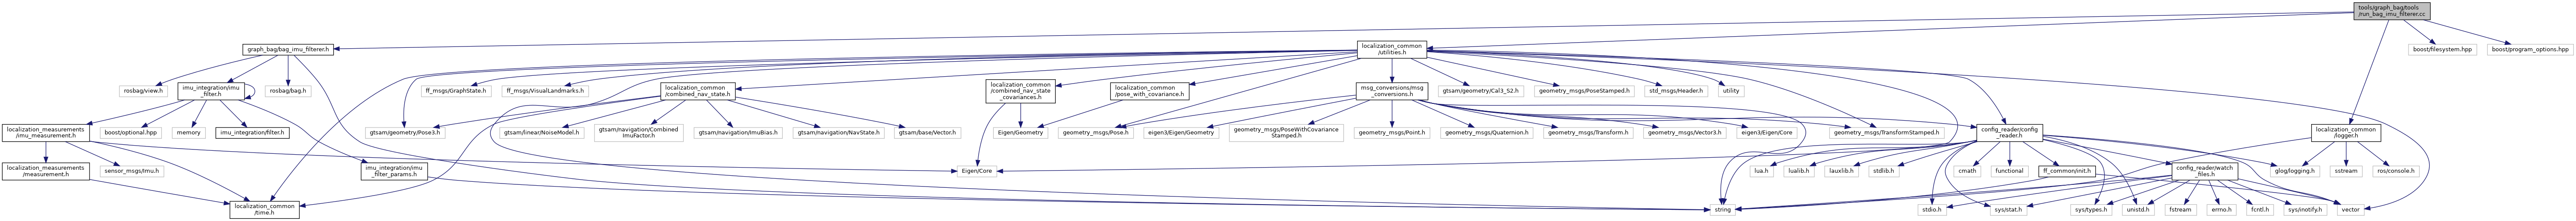 tools/graph_bag/tools
/run_bag_imu_filterer.cc
graph_bag/bag_imu_filterer.h
localization_common
/utilities.h
boost/filesystem.hpp
boost/program_options.hpp
rosbag/view.h
imu_integration/imu
_filter.h
rosbag/bag.h
ff_msgs/GraphState.h
ff_msgs/VisualLandmarks.h
localization_common
/combined_nav_state.h
localization_common
/combined_nav_state
_covariances.h
localization_common
/pose_with_covariance.h
msg_conversions/msg
_conversions.h
gtsam/geometry/Cal3_S2.h
geometry_msgs/PoseStamped.h
std_msgs/Header.h
utility
localization_measurements
/imu_measurement.h
boost/optional.hpp
memory
imu_integration/filter.h
gtsam/geometry/Pose3.h
gtsam/linear/NoiseModel.h
gtsam/navigation/Combined
ImuFactor.h
gtsam/navigation/ImuBias.h
gtsam/navigation/NavState.h
gtsam/base/Vector.h
Eigen/Geometry
geometry_msgs/Pose.h
eigen3/Eigen/Geometry
geometry_msgs/PoseWithCovariance
Stamped.h
geometry_msgs/Point.h
geometry_msgs/Quaternion.h
geometry_msgs/Transform.h
geometry_msgs/Vector3.h
eigen3/Eigen/Core
geometry_msgs/TransformStamped.h
config_reader/config
_reader.h
localization_common
/logger.h
localization_measurements
/measurement.h
sensor_msgs/Imu.h
imu_integration/imu
_filter_params.h
Eigen/Core
lua.h
lualib.h
lauxlib.h
stdlib.h
cmath
functional
ff_common/init.h
config_reader/watch
_files.h
glog/logging.h
sstream
ros/console.h
localization_common
/time.h
string
stdio.h
sys/stat.h
sys/types.h
unistd.h
fstream
errno.h
fcntl.h
sys/inotify.h
vector